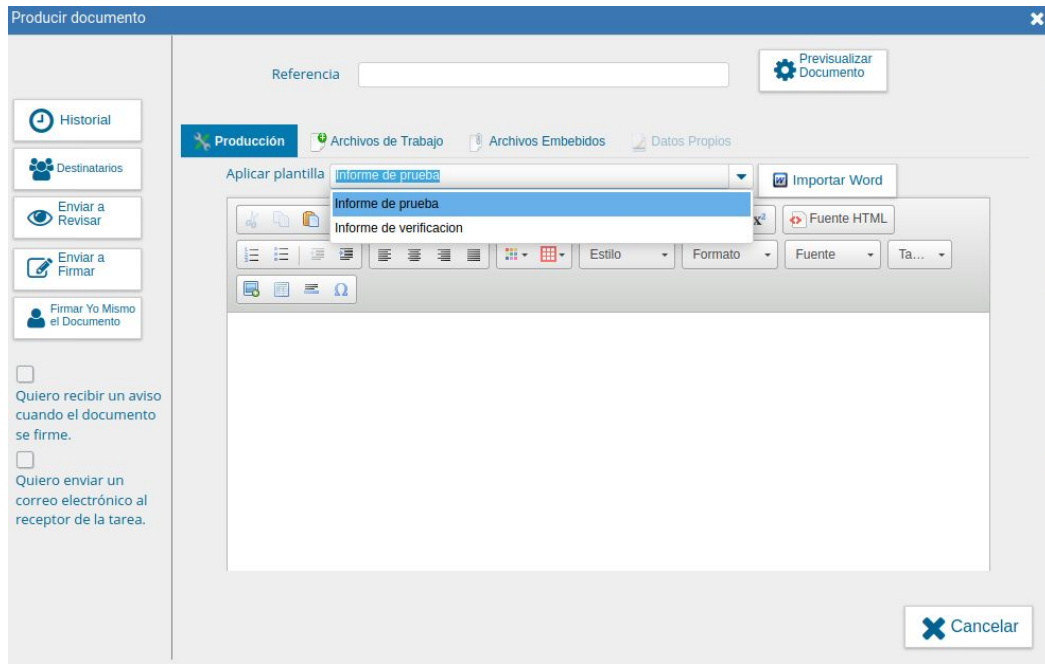 Producir documento
Referencia
Previsualizar
Documento
Historial
Destinatarios
Enviar a
Revisar
Enviar a
Firmar
Firmar Yo Mismo
el Documento
Quiero recibir un aviso
cuando el documento
se firme.
Quiero enviar un
correo electrónico al
receptor de la tarea.
Producción Archivos de Trabajo Archivos Embebidos Datos Propios
Aplicar plantilla Informe de prueba Importar Word
Informe de prueba
Informe de verificacion
x² Fuente HTML
Estilo Formato Fuente Ta...
Ω
Cancelar